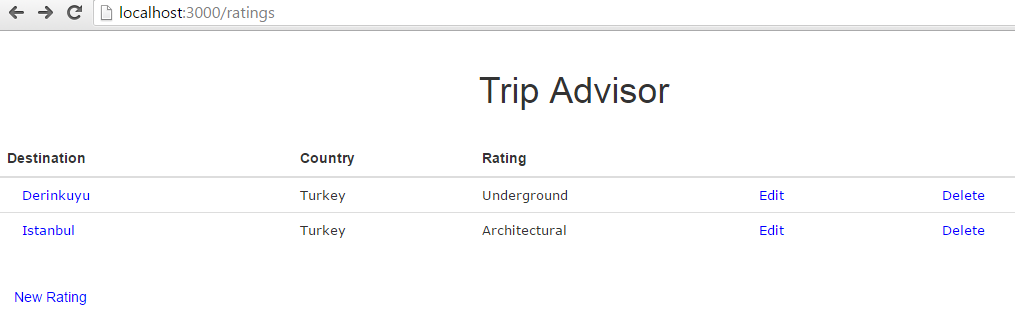 localhost:3000/ratings
Trip Advisor
Destination Country Rating
Derinkuyu Turkey Underground Edit Delete
Istanbul Turkey Architectural Edit Delete
New Rating